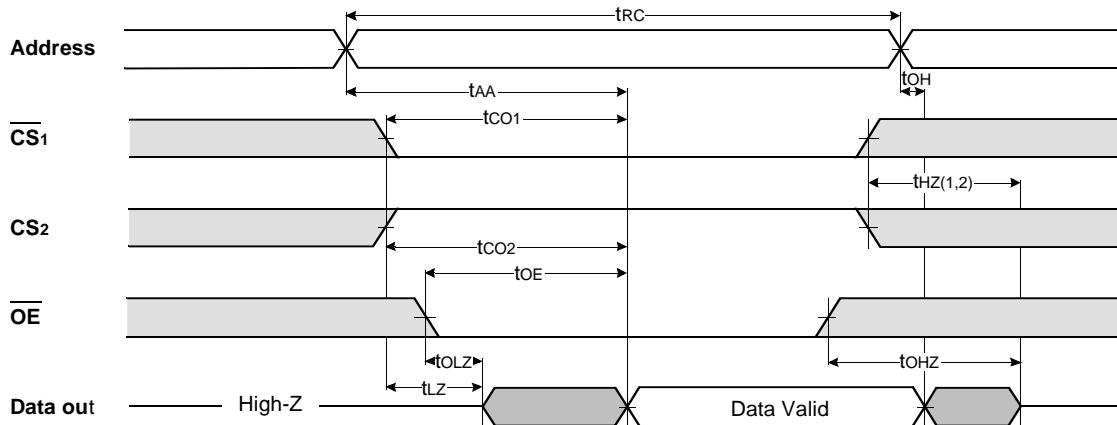 tRC
Address
tOH
tAA
tCO1
CS1
tHZ(1,2)
CS2
tCO2
tOE
OE
tOLZ
tOHZ
tLZ
Data out
High-Z
Data Valid